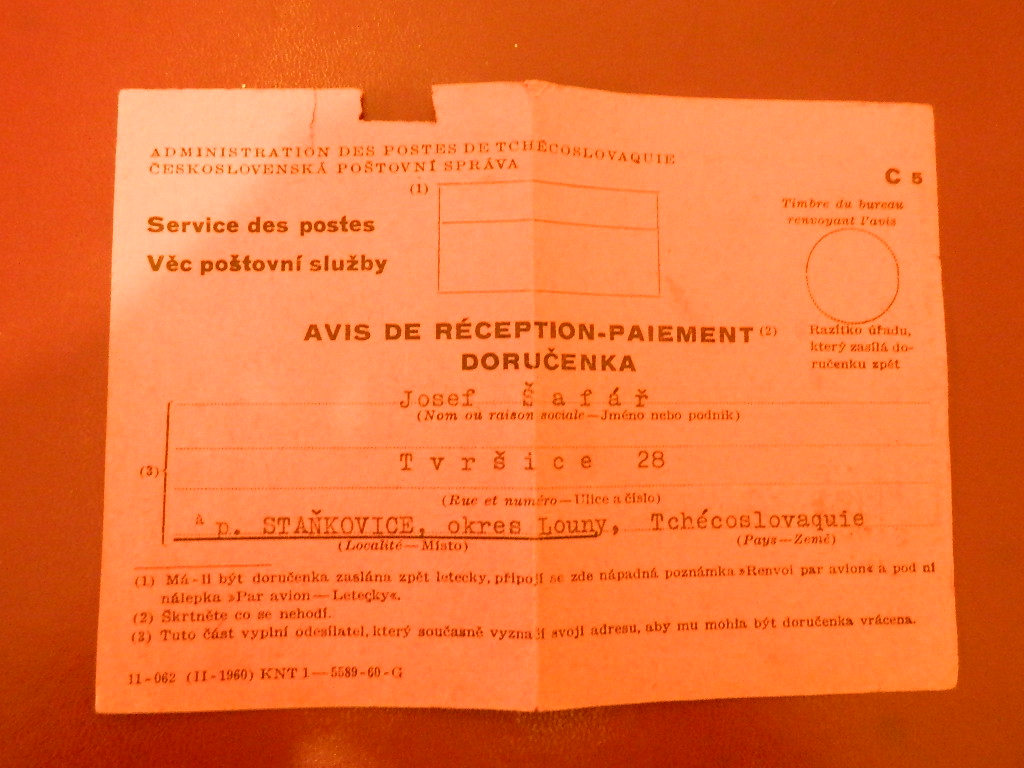 ADMINISTRATION DES POSTES DE TCHÉCOSLOVAQUIE
ČESKOSLOVENSKÁ POŠTOVNÍ SPRÁVA
C 5
(1)
Timbre du bureau
renvoyant l'avis
Service des postes
Věc poštovní služby
AVIS DE RÉCEPTION-PAIEMENT (2)
DORUČENKA
Razítko úřadu,
který zasílá do-
ručenku zpět
Josef Šafář
(Nom ou raison sociale—Jméno nebo podnik)
(3)
Tvršice 28
(Rue et numéro—Ulice a číslo)
à p. STAŇKOVICE, okres Louny, Tchécoslovaquie
(Localité—Místo)
(Pays—Země)
(1) Má-li být doručenka zaslána zpět letecky, připojí se zde nápadná poznámka »Renvoi par avion« a pod ní
nálepka »Par avion—Letecky«.
(2) Škrtněte co se nehodí.
(3) Tuto část vyplní odesílatel, který současně vyznačí svoji adresu, aby mu mohla být doručenka vrácena.
11-062 (II-1960) KNT 1—5589-60-G